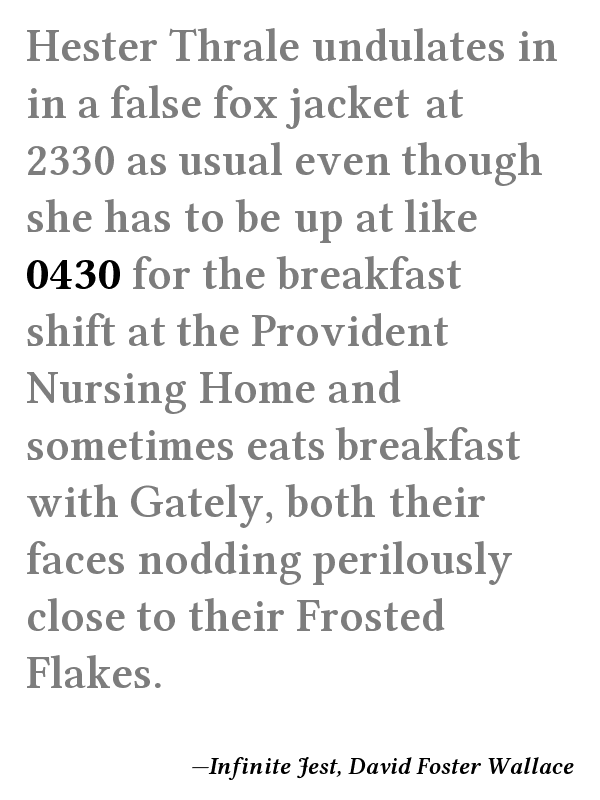 Hester Thrale undulates in
in a false fox jacket at
2330 as usual even though
she has to be up at like
0430 for the breakfast
shift at the Provident
Nursing Home and
sometimes eats breakfast
with Gately, both their
faces nodding perilously
close to their Frosted
Flakes.
—Infinite Jest, David Foster Wallace